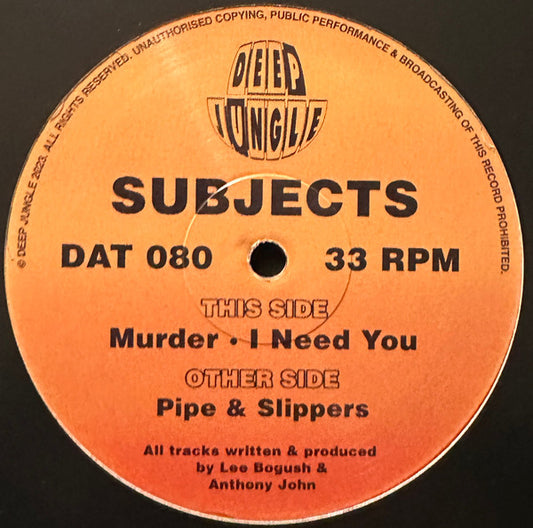 © DEEP JUNGLE 2023. ALL RIGHTS RESERVED. UNAUTHORISED COPYING, PUBLIC PERFORMANCE & BROADCASTING OF THIS RECORD PROHIBITED.
DEEP
JUNGLE
SUBJECTS
DAT 080 33 RPM
THIS SIDE
Murder • I Need You
OTHER SIDE
Pipe & Slippers
All tracks written & produced
by Lee Bogush &
Anthony John